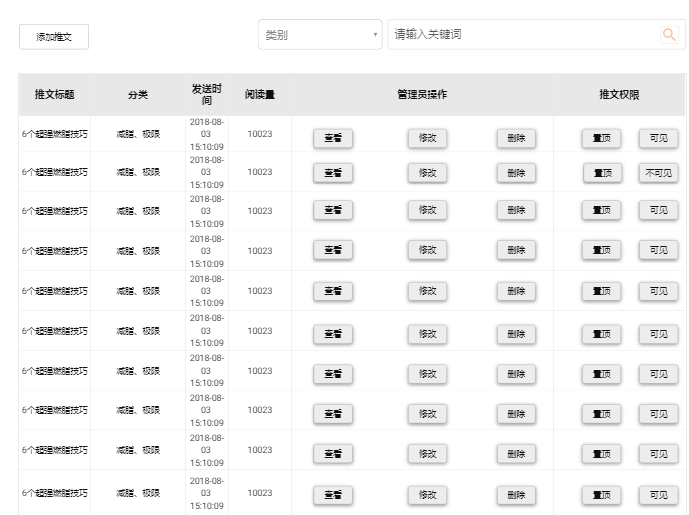 添加推文
类别
请输入关键词
推文标题 分类 发送时间 阅读量 管理员操作 推文权限
6个超强燃脂技巧 减脂、极限 2018-08-03 15:10:09 10023 查看 修改 删除 置顶 可见
6个超强燃脂技巧 减脂、极限 2018-08-03 15:10:09 10023 查看 修改 删除 置顶 不可见
6个超强燃脂技巧 减脂、极限 2018-08-03 15:10:09 10023 查看 修改 删除 置顶 可见
6个超强燃脂技巧 减脂、极限 2018-08-03 15:10:09 10023 查看 修改 删除 置顶 可见
6个超强燃脂技巧 减脂、极限 2018-08-03 15:10:09 10023 查看 修改 删除 置顶 可见
6个超强燃脂技巧 减脂、极限 2018-08-03 15:10:09 10023 查看 修改 删除 置顶 可见
6个超强燃脂技巧 减脂、极限 2018-08-03 15:10:09 10023 查看 修改 删除 置顶 可见
6个超强燃脂技巧 减脂、极限 2018-08-03 15:10:09 10023 查看 修改 删除 置顶 可见
6个超强燃脂技巧 减脂、极限 2018-08-03 15:10:09 10023 查看 修改 删除 置顶 可见
6个超强燃脂技巧 减脂、极限 2018-08-03 15:10:09 10023 查看 修改 删除 置顶 可见